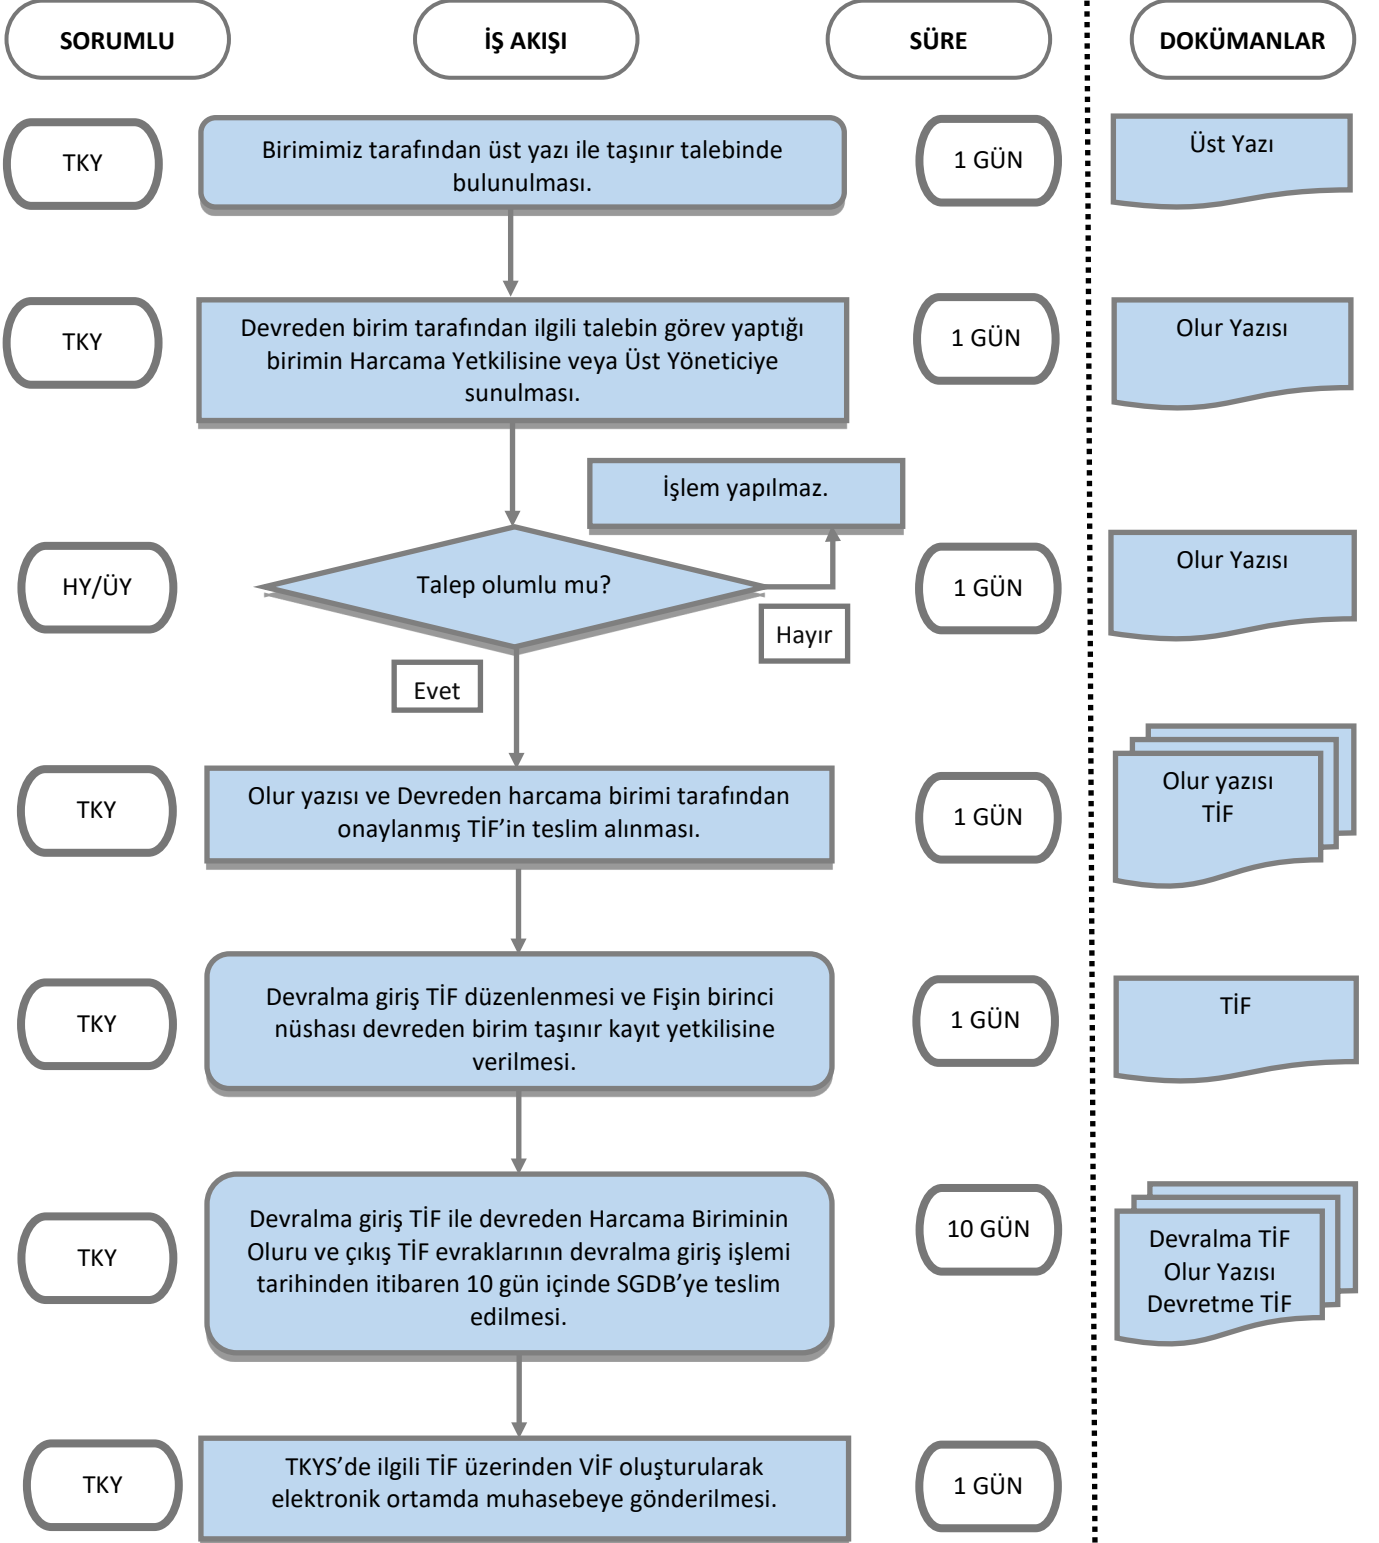 SORUMLU
İŞ AKIŞI
SÜRE
DOKÜMANLAR
TKY
Birimimiz tarafından üst yazı ile taşınır talebinde
bulunulması.
1 GÜN
Üst Yazı
TKY
Devreden birim tarafından ilgili talebin görev yaptığı
birimin Harcama Yetkilisine veya Üst Yöneticiye
sunulması.
1 GÜN
Olur Yazısı
İşlem yapılmaz.
HY/ÜY
Talep olumlu mu?
1 GÜN
Olur Yazısı
Hayır
Evet
TKY
Olur yazısı ve Devreden harcama birimi tarafından
onaylanmış TİF’in teslim alınması.
1 GÜN
Olur yazısı
TİF
TKY
Devralma giriş TİF düzenlenmesi ve Fişin birinci
nüshası devreden birim taşınır kayıt yetkilisine
verilmesi.
1 GÜN
TİF
TKY
Devralma giriş TİF ile devreden Harcama Biriminin
Oluru ve çıkış TİF evraklarının devralma giriş işlemi
tarihinden itibaren 10 gün içinde SGDB’ye teslim
edilmesi.
10 GÜN
Devralma TİF
Olur Yazısı
Devretme TİF
TKY
TKYS’de ilgili TİF üzerinden VİF oluşturularak
elektronik ortamda muhasebeye gönderilmesi.
1 GÜN